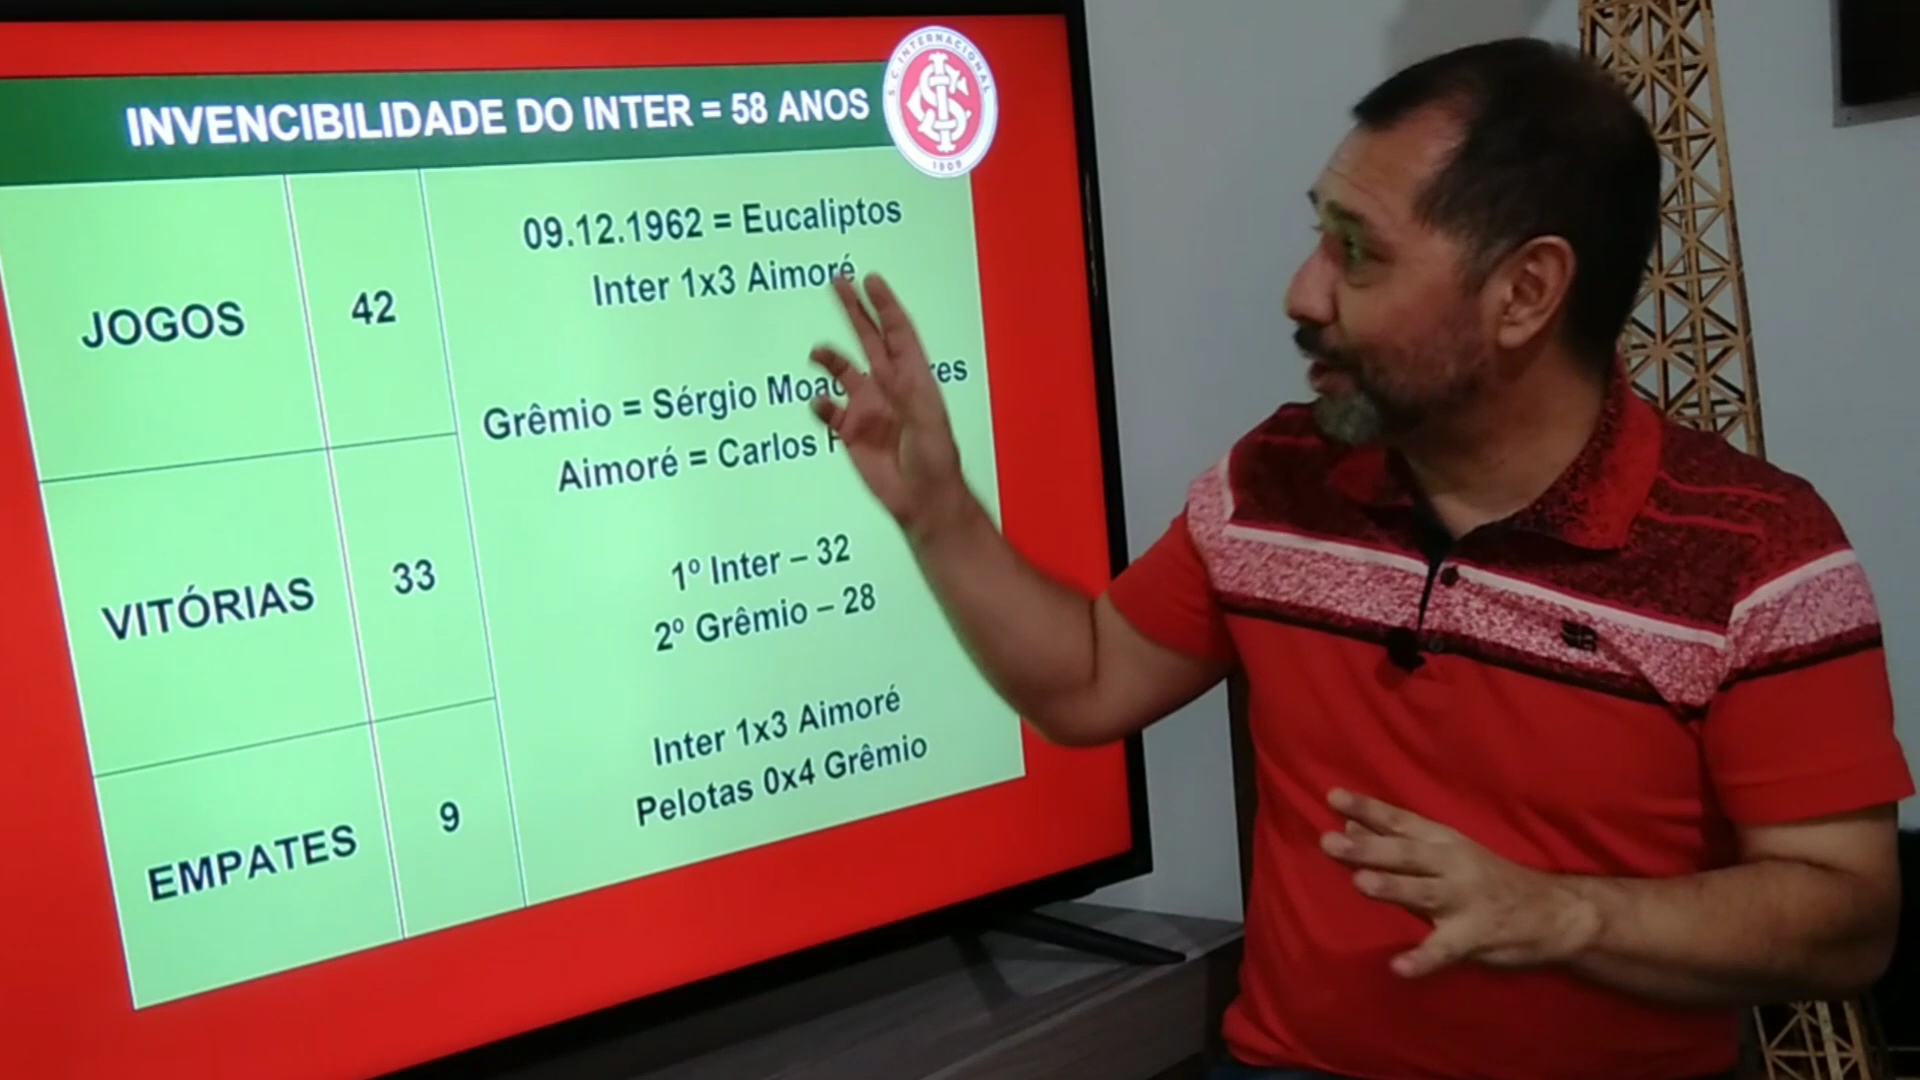 INVENCIBILIDADE DO INTER = 58 ANOS
S.C. INTERNACIONAL
1909
JOGOS
42
VITÓRIAS
33
EMPATES
9
09.12.1962 = Eucaliptos
Inter 1x3 Aimoré
Grêmio = Sérgio
Aimoré = Carlos
1º Inter – 32
2º Grêmio – 28
Inter 1x3 Aimoré
Pelotas 0x4 Grêmio